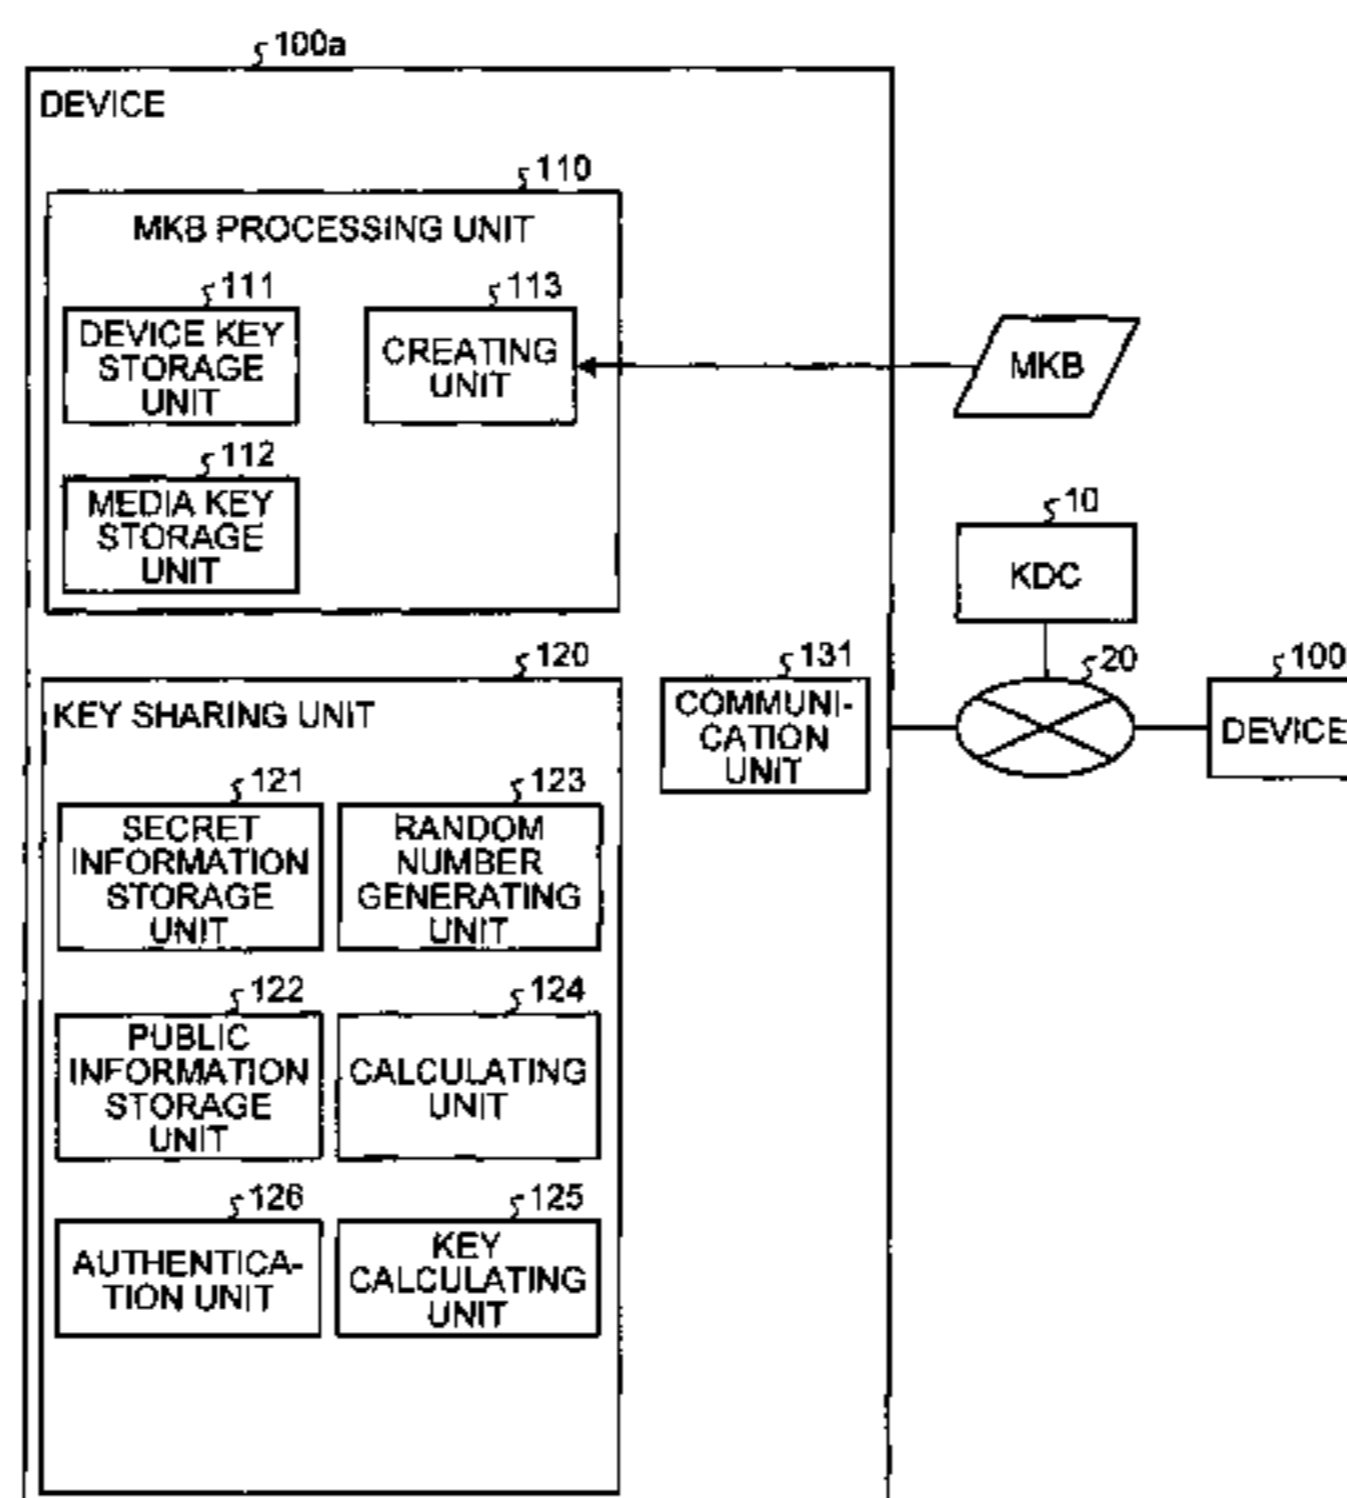 100a
DEVICE
110
MKB PROCESSING UNIT
111
113
DEVICE KEY
STORAGE
UNIT
CREATING
UNIT
MKB
112
MEDIA KEY
STORAGE
UNIT
10
KDC
120
131
20
100
KEY SHARING UNIT
COMMUNI-
CATION
UNIT
DEVICE
121
123
SECRET
INFORMATION
STORAGE
UNIT
RANDOM
NUMBER
GENERATING
UNIT
122
124
PUBLIC
INFORMATION
STORAGE
UNIT
CALCULATING
UNIT
126
125
AUTHENTICA-
TION UNIT
KEY
CALCULATING
UNIT